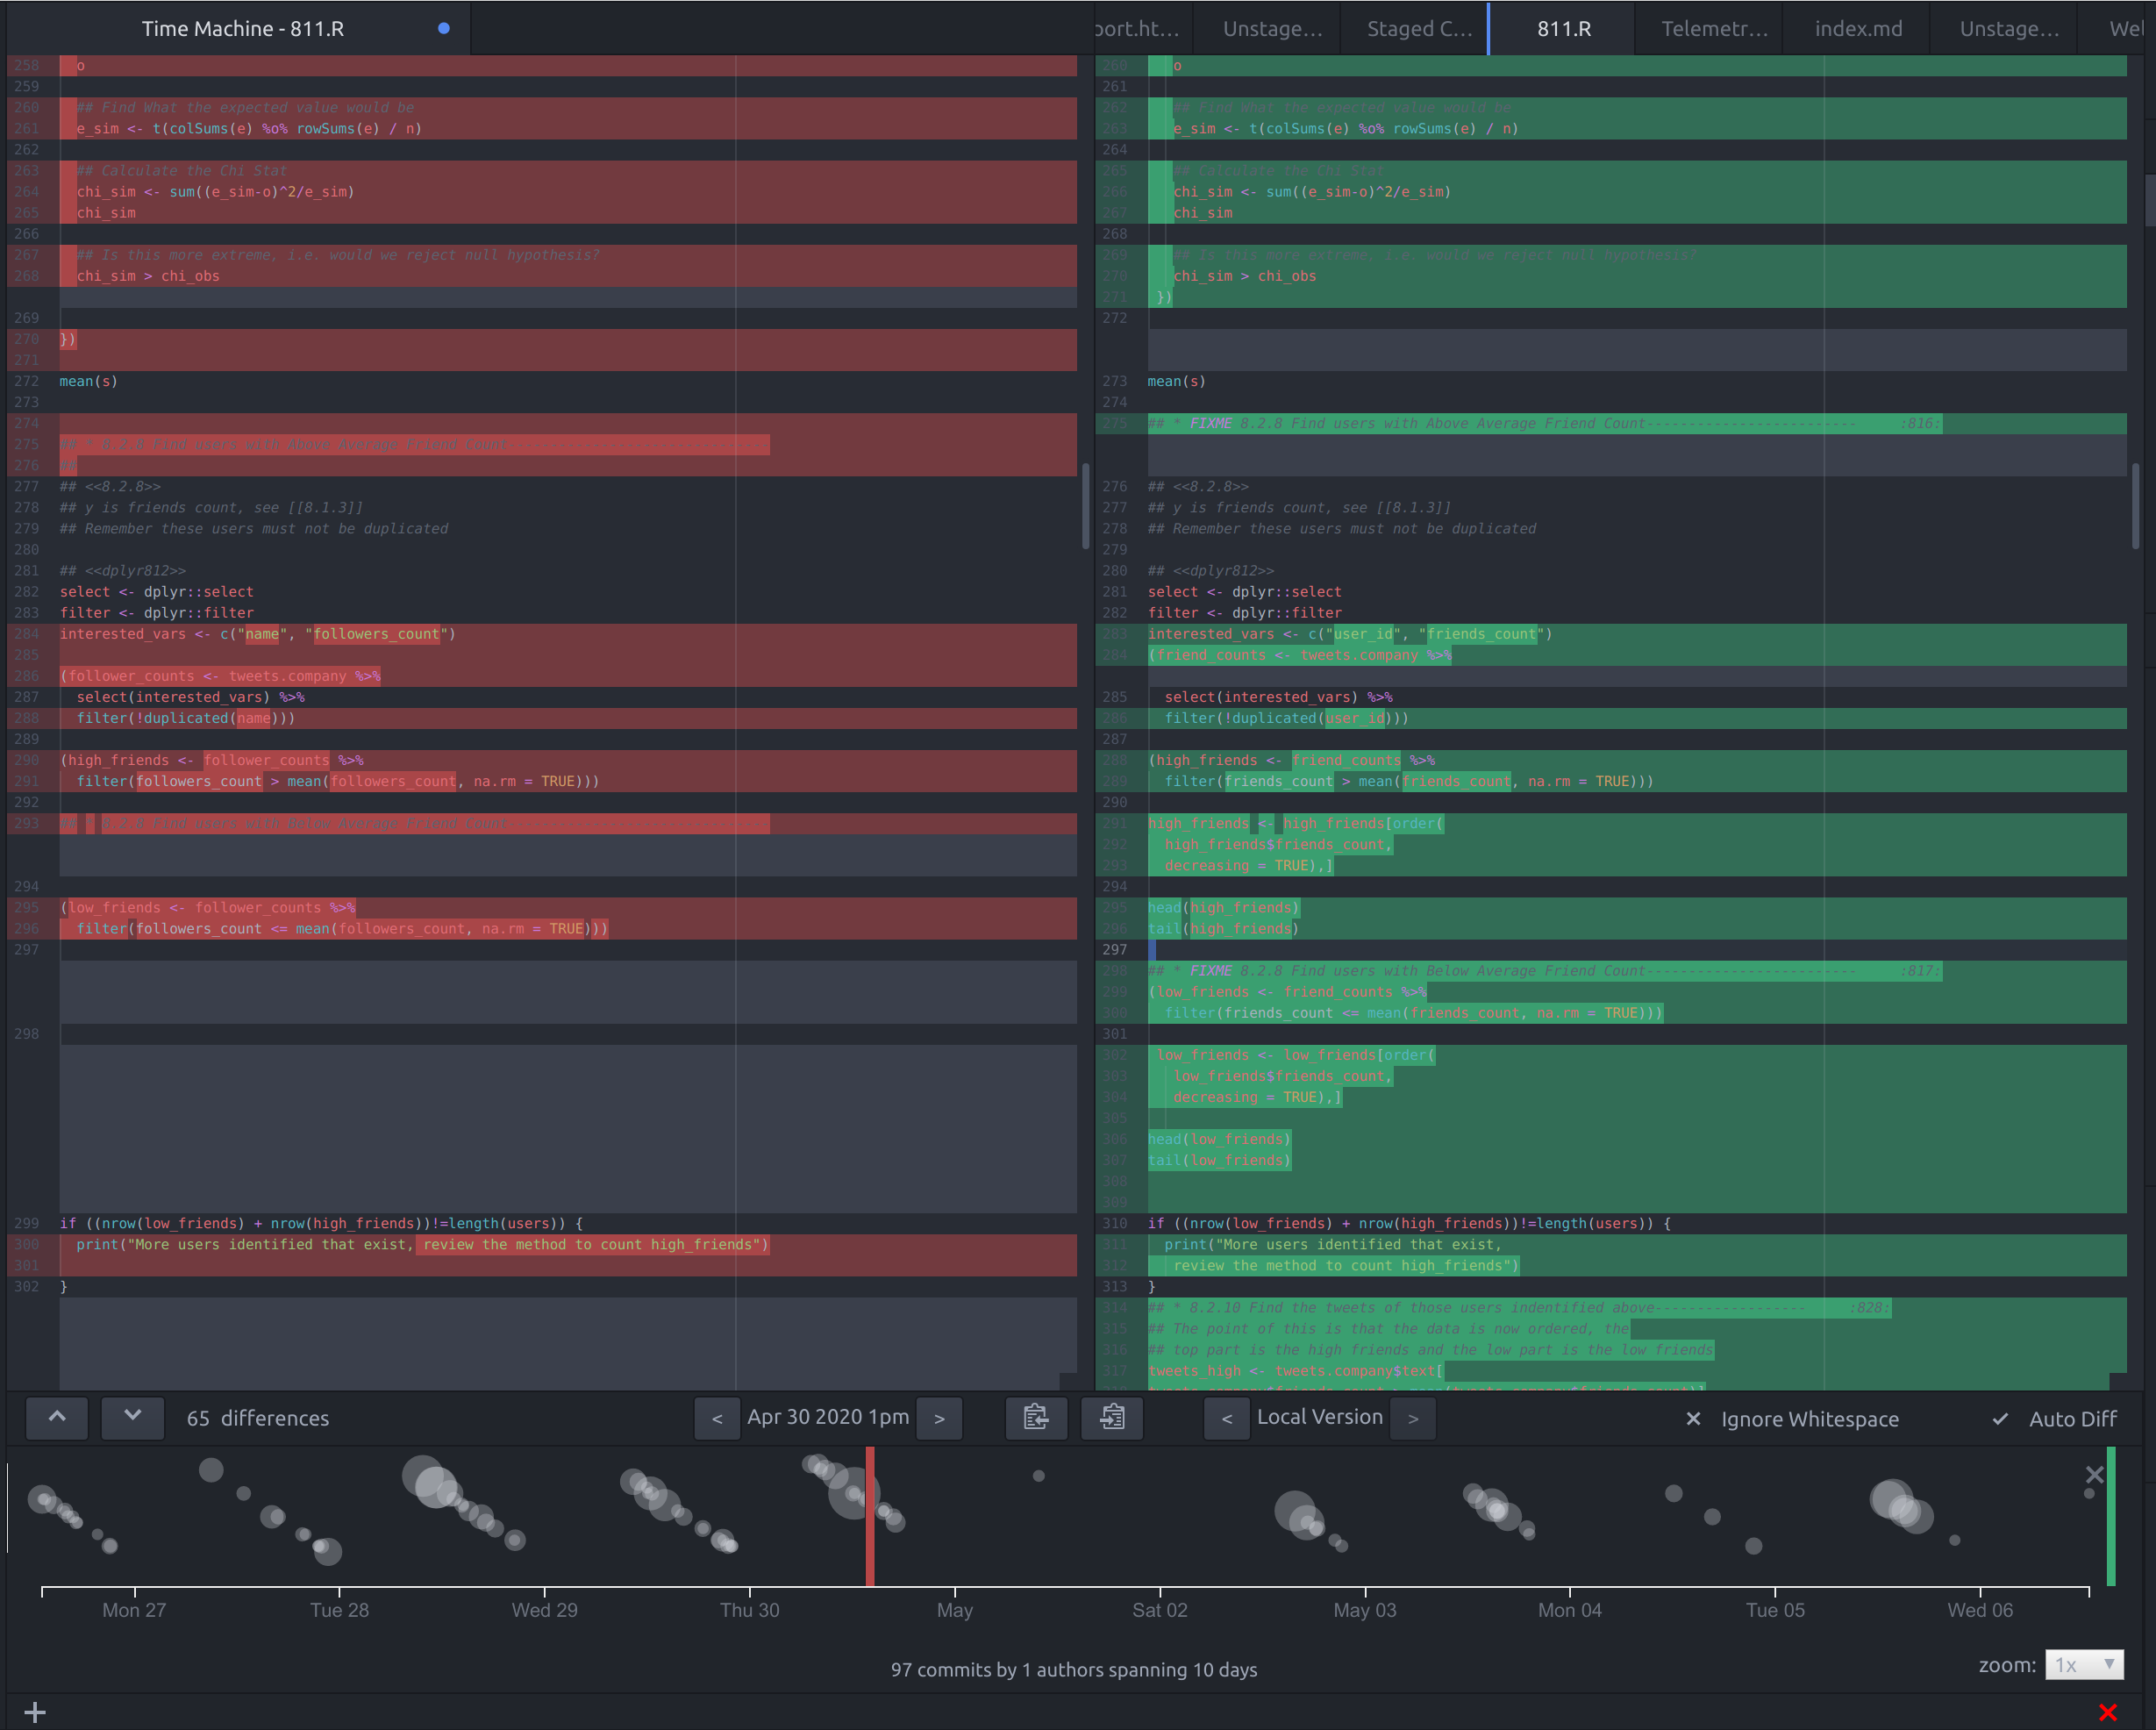 Time Machine - 811.R
port.ht...
Unstage...
Staged C...
811.R
Telemetr...
index.md
Unstage...
Wel
258 o
259
260 ## Find What the expected value would be
261 e_sim <- t(colSums(e) %o% rowSums(e) / n)
262
263 ## Calculate the Chi Stat
264 chi_sim <- sum((e_sim-o)^2/e_sim)
265 chi_sim
266
267 ## Is this more extreme, i.e. would we reject null hypothesis?
268 chi_sim > chi_obs
269
270 })
271
272 mean(s)
273
274
275 ## * 8.2.8 Find users with Above Average Friend Count-------------------------------
276 ##
277 ## <<8.2.8>>
278 ## y is friends count, see [[8.1.3]]
279 ## Remember these users must not be duplicated
280
281 ## <<dplyr812>>
282 select <- dplyr::select
283 filter <- dplyr::filter
284 interested_vars <- c("name", "followers_count")
285
286 (follower_counts <- tweets.company %>%
287 select(interested_vars) %>%
288 filter(!duplicated(name)))
289
290 (high_friends <- follower_counts %>%
291 filter(followers_count > mean(followers_count, na.rm = TRUE)))
292
293 ## * 8.2.8 Find users with Below Average Friend Count-------------------------------
294
295 (low_friends <- follower_counts %>%
296 filter(followers_count <= mean(followers_count, na.rm = TRUE)))
297
298
299 if ((nrow(low_friends) + nrow(high_friends))!=length(users)) {
300 print("More users identified that exist, review the method to count high_friends")
301
302 }
260 o
261
262 ## Find What the expected value would be
263 e_sim <- t(colSums(e) %o% rowSums(e) / n)
264
265 ## Calculate the Chi Stat
266 chi_sim <- sum((e_sim-o)^2/e_sim)
267 chi_sim
268
269 ## Is this more extreme, i.e. would we reject null hypothesis?
270 chi_sim > chi_obs
271 })
272
273 mean(s)
274
275 ## * FIXME 8.2.8 Find users with Above Average Friend Count------------------------- :816:
276 ## <<8.2.8>>
277 ## y is friends count, see [[8.1.3]]
278 ## Remember these users must not be duplicated
279
280 ## <<dplyr812>>
281 select <- dplyr::select
282 filter <- dplyr::filter
283 interested_vars <- c("user_id", "friends_count")
284 (friend_counts <- tweets.company %>%
285 select(interested_vars) %>%
286 filter(!duplicated(user_id)))
287
288 (high_friends <- friend_counts %>%
289 filter(friends_count > mean(friends_count, na.rm = TRUE)))
290
291 high_friends <- high_friends[order(
292 high_friends$friends_count,
293 decreasing = TRUE),]
294
295 head(high_friends)
296 tail(high_friends)
297
298 ## * FIXME 8.2.8 Find users with Below Average Friend Count------------------------- :817:
299 (low_friends <- friend_counts %>%
300 filter(friends_count <= mean(friends_count, na.rm = TRUE)))
301
302 low_friends <- low_friends[order(
303 low_friends$friends_count,
304 decreasing = TRUE),]
305
306 head(low_friends)
307 tail(low_friends)
308
309
310 if ((nrow(low_friends) + nrow(high_friends))!=length(users)) {
311 print("More users identified that exist,
312 review the method to count high_friends")
313 }
314 ## * 8.2.10 Find the tweets of those users indentified above------------------ :828:
315 ## The point of this is that the data is now ordered, the
316 ## top part is the high friends and the low part is the low friends
317 tweets_high <- tweets.company$text[
65 differences
< Apr 30 2020 1pm >
< Local Version >
Ignore Whitespace
Auto Diff
Mon 27 Tue 28 Wed 29 Thu 30 May Sat 02 May 03 Mon 04 Tue 05 Wed 06
97 commits by 1 authors spanning 10 days
zoom: 1x